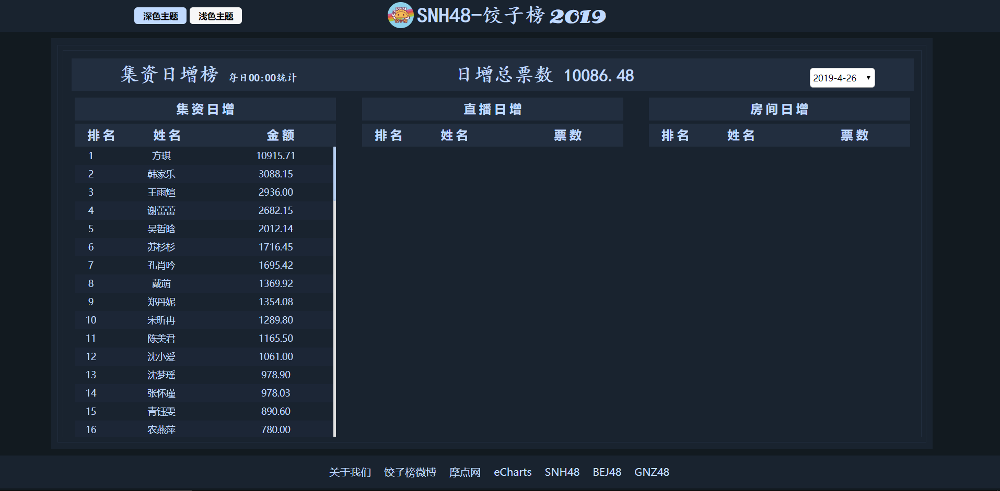 深色主题 浅色主题 SNH48-饺子榜 2019
集资日增榜 每日00:00统计 日增总票数 10086.48 2019-4-26
集资日增 直播日增 房间日增
排名 姓名 金额 排名 姓名 票数 排名 姓名 票数
1 方琪 10915.71
2 韩家乐 3088.15
3 王雨煊 2936.00
4 谢蕾蕾 2682.15
5 吴哲晗 2012.14
6 苏杉杉 1716.45
7 孔肖吟 1695.42
8 戴萌 1369.92
9 郑丹妮 1354.08
10 宋昕冉 1289.80
11 陈美君 1165.50
12 沈小爱 1061.00
13 沈梦瑶 978.90
14 张怀瑾 978.03
15 青钰雯 890.60
16 农燕萍 780.00
关于我们 饺子榜微博 摩点网 eCharts SNH48 BEJ48 GNZ48